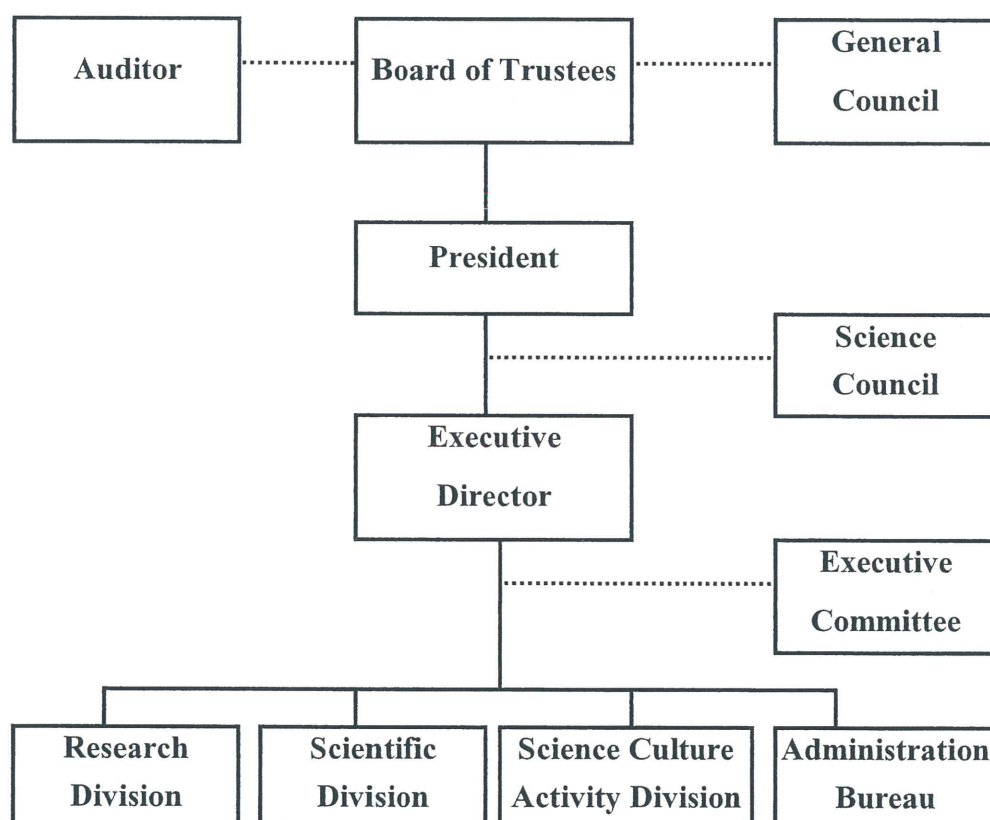 Auditor
Board of Trustees
General
Council
President
Science
Council
Executive
Director
Executive
Committee
Research
Division
Scientific
Division
Science Culture
Activity Division
Administration
Bureau